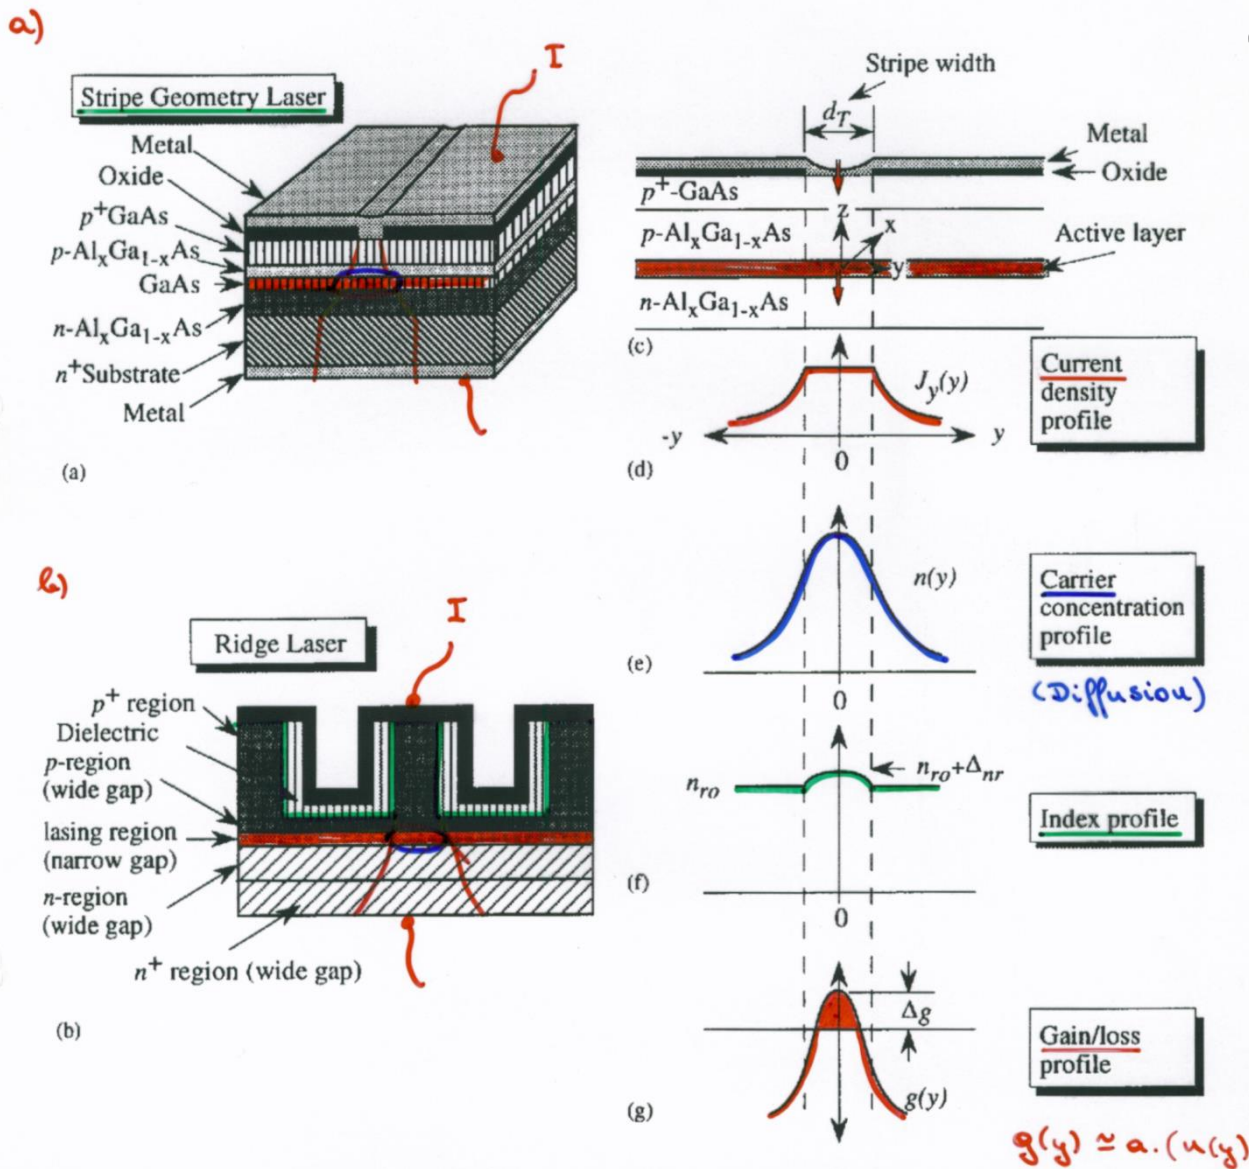 a)
Stripe Geometry Laser
I
Metal
Oxide
p+GaAs
p-AlxGa1-xAs
GaAs
n-AlxGa1-xAs
n+Substrate
Metal
(a)
Stripe width
dT
Metal
Oxide
p+-GaAs
z
x
p-AlxGa1-xAs
Active layer
y
n-AlxGa1-xAs
(c)
Jy(y)
-y
y
0
(d)
Current
density
profile
n(y)
(e)
0
Carrier
concentration
profile
(Diffusion)
b)
Ridge Laser
I
p+ region
Dielectric
p-region
(wide gap)
lasing region
(narrow gap)
n-region
(wide gap)
n+ region (wide gap)
(b)
nro
nro+Δnr
(f)
0
Index profile
Δg
g(y)
(g)
Gain/loss
profile
g(y) ≃ a.(n(y)